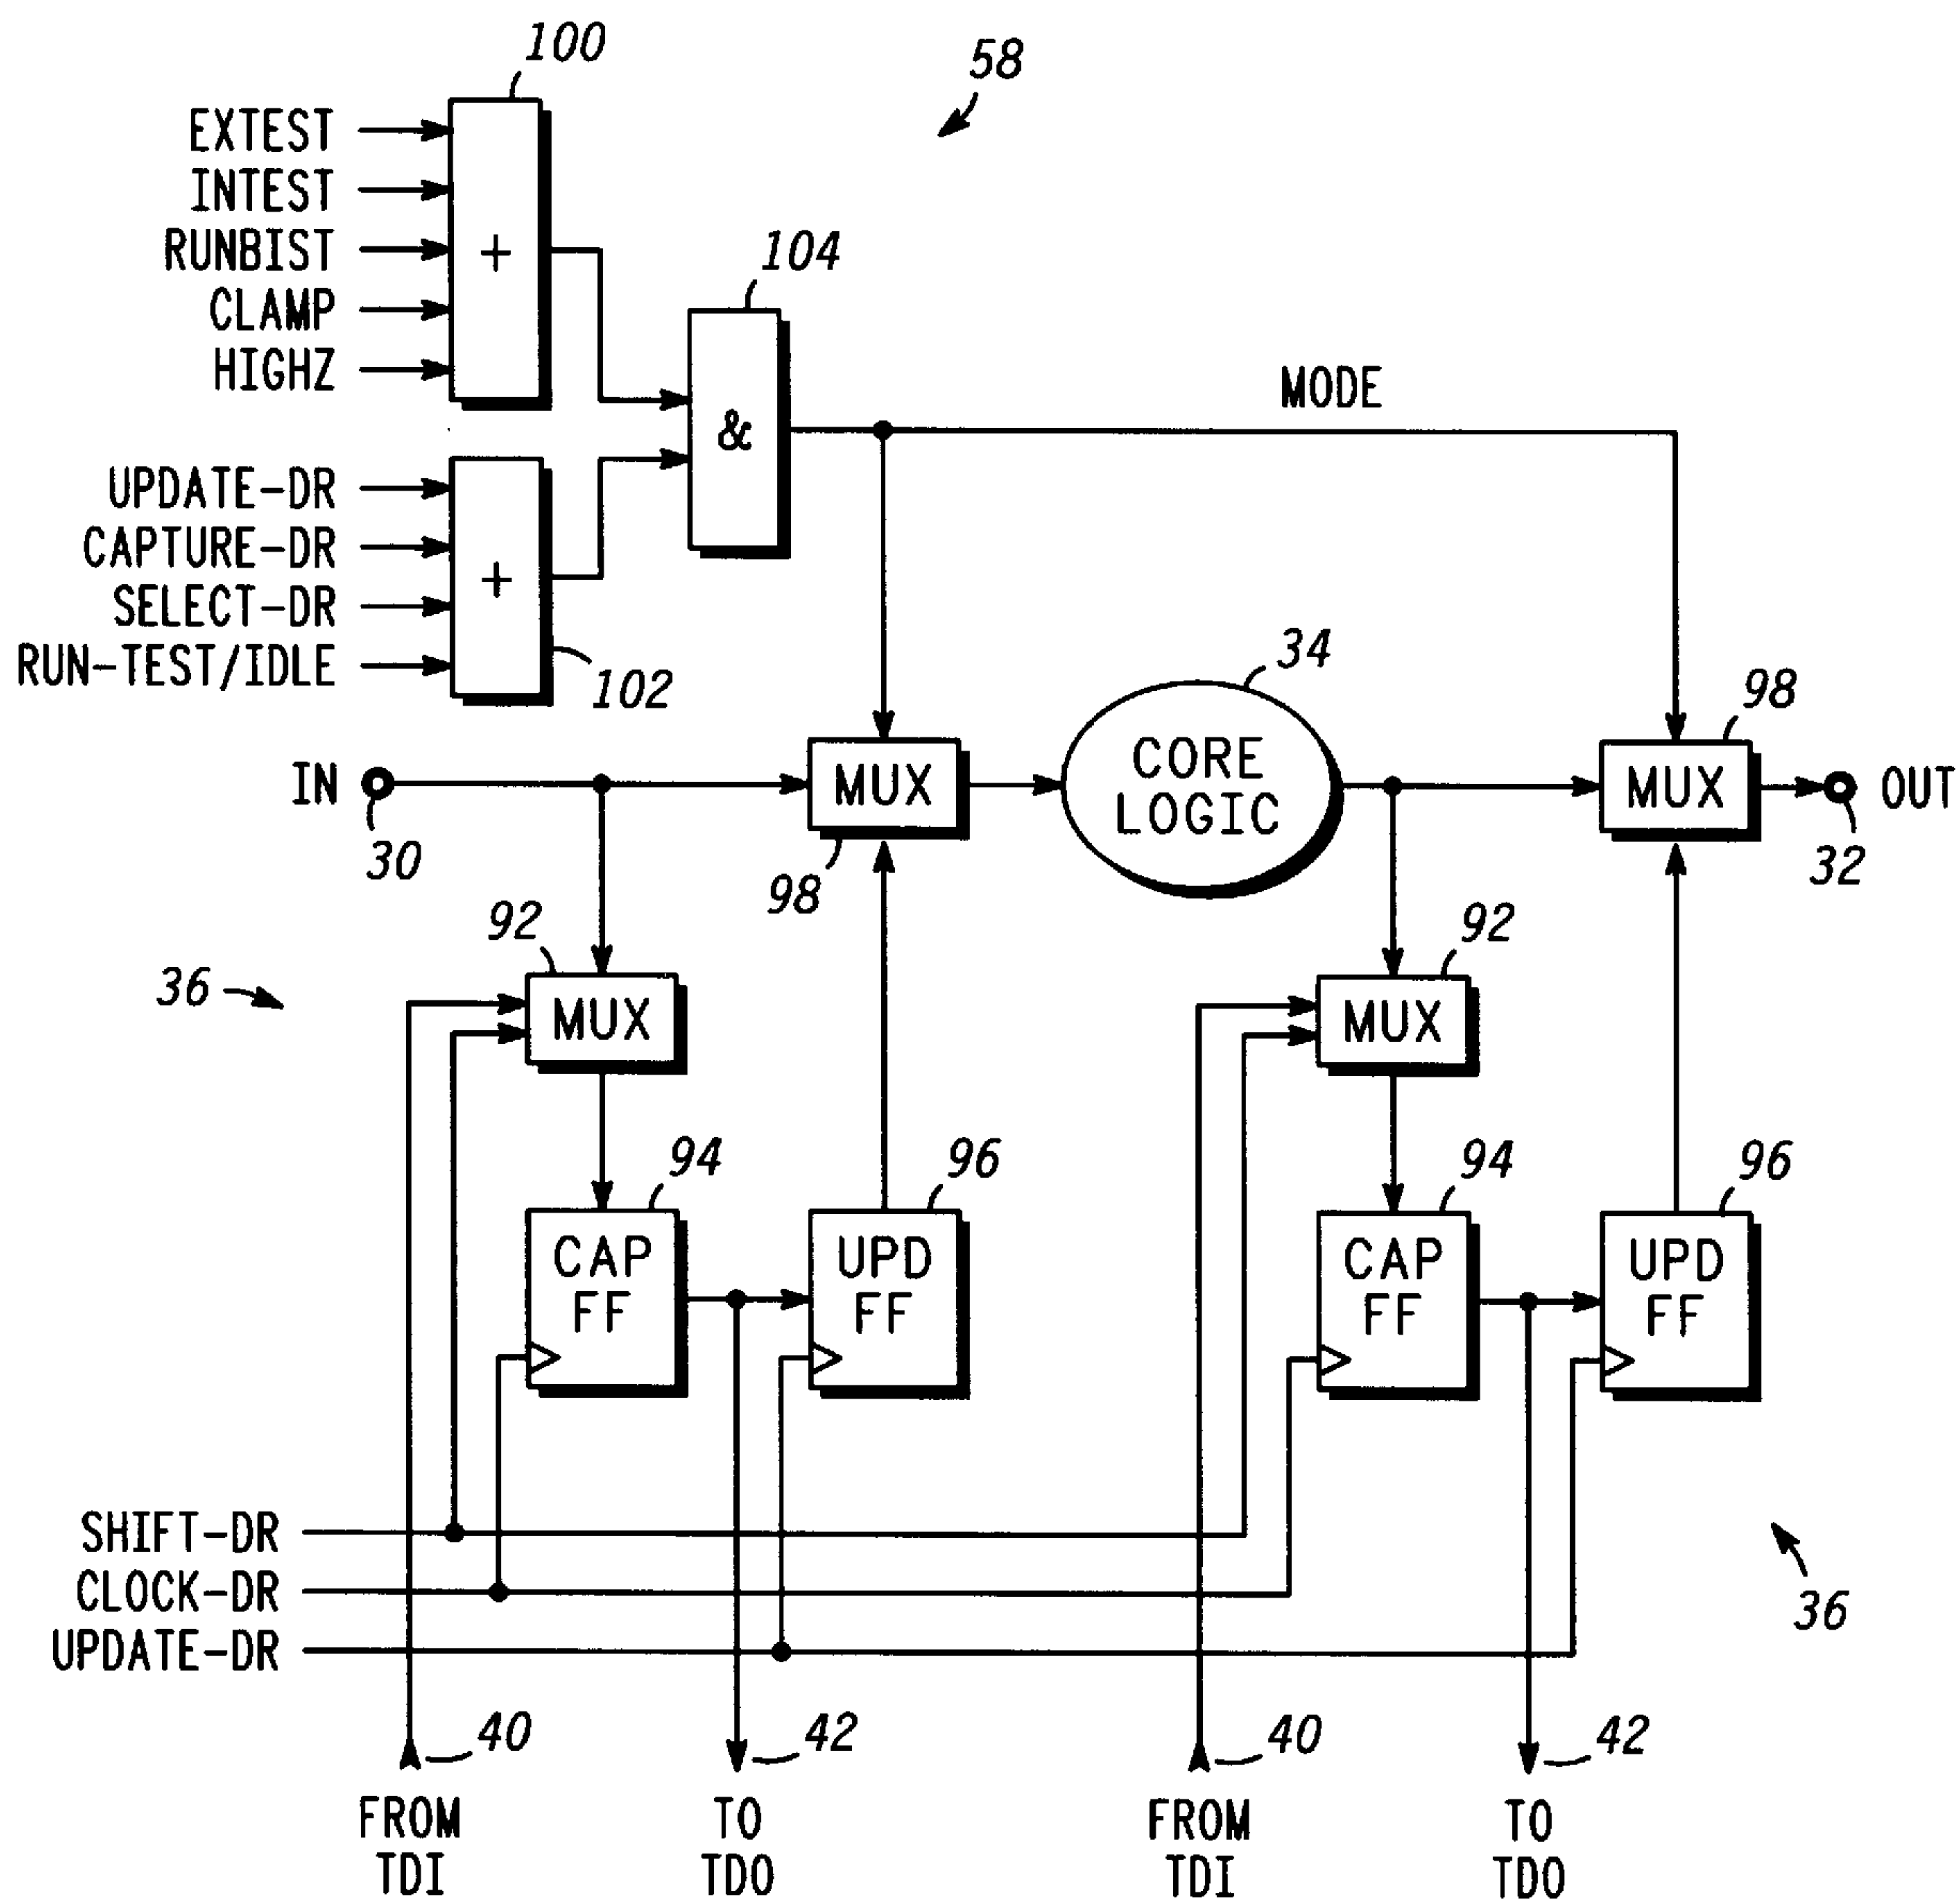 100
58
EXTEST
INTEST
RUNBIST
CLAMP
HIGHZ
+
104
&
MODE
UPDATE-DR
CAPTURE-DR
SELECT-DR
RUN-TEST/IDLE
+
102
34
98
IN
30
MUX
98
CORE
LOGIC
MUX
OUT
32
92
92
36
MUX
MUX
94
96
94
96
CAP
FF
UPD
FF
CAP
FF
UPD
FF
SHIFT-DR
CLOCK-DR
UPDATE-DR
36
40
42
40
42
FROM
TDI
TO
TDO
FROM
TDI
TO
TDO